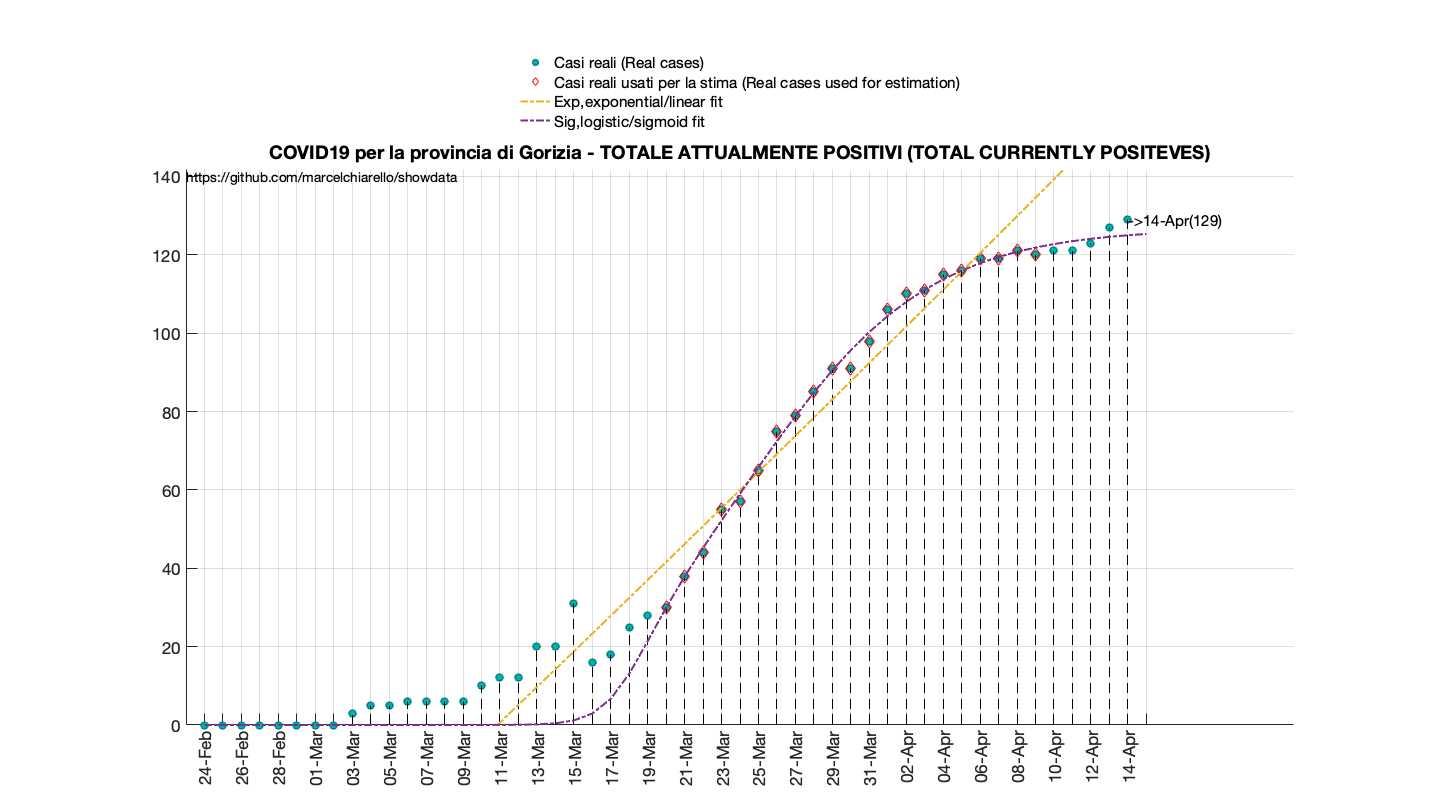 Casi reali (Real cases)
Casi reali usati per la stima (Real cases used for estimation)
Exp,exponential/linear fit
Sig,logistic/sigmoid fit
COVID19 per la provincia di Gorizia - TOTALE ATTUALMENTE POSITIVI (TOTAL CURRENTLY POSITEVES)
https://github.com/marcelchiarello/showdata
140
120
100
80
60
40
20
0
->14-Apr(129)
24-Feb
26-Feb
28-Feb
01-Mar
03-Mar
05-Mar
07-Mar
09-Mar
11-Mar
13-Mar
15-Mar
17-Mar
19-Mar
21-Mar
23-Mar
25-Mar
27-Mar
29-Mar
31-Mar
02-Apr
04-Apr
06-Apr
08-Apr
10-Apr
12-Apr
14-Apr